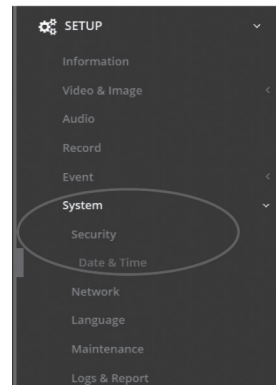 SETUP
Information
Video & Image
Audio
Record
Event
System
Security
Date & Time
Network
Language
Maintenance
Logs & Report